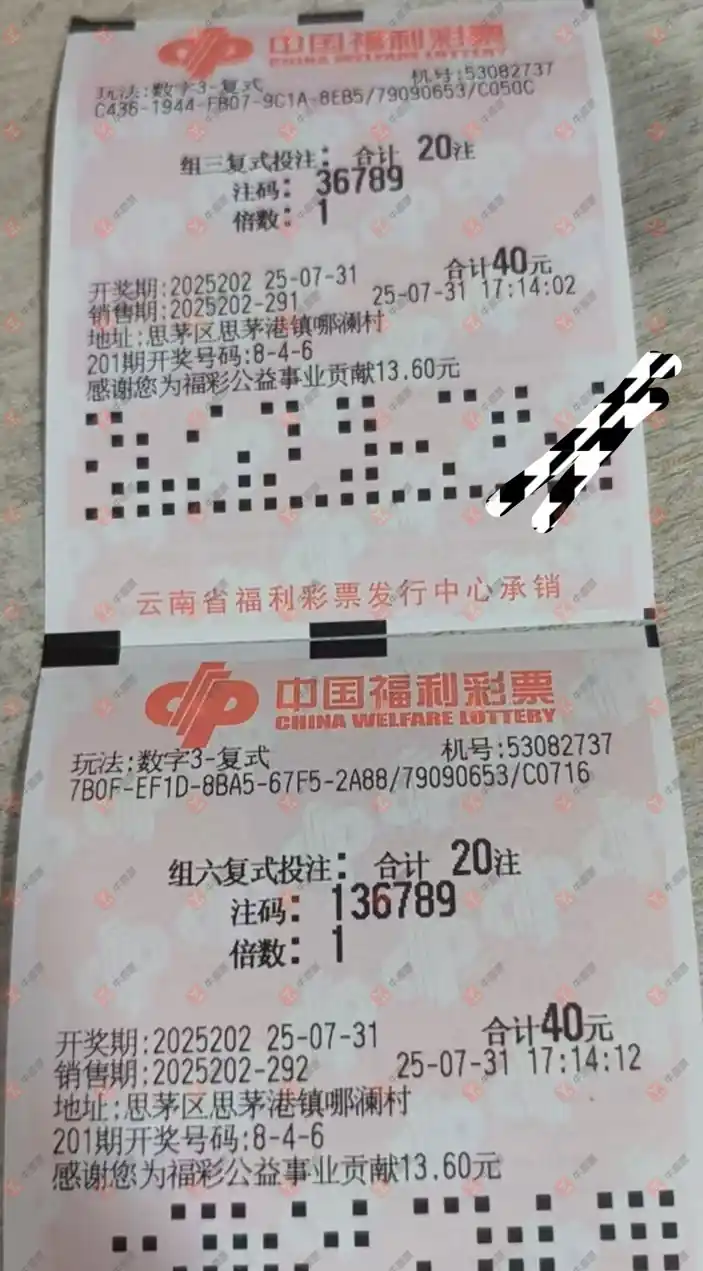 中国福利彩票
CHINA WELFARE LOTTERY
玩法:数字3-复式 机号:53082737
C436-1944-FB07-9C1A-8EB5/79090653/C050C
组三复式投注: 合计 20注
注码: 36789
倍数: 1
合计40元
开奖期:2025202 25-07-31
销售期:2025202-291 25-07-31 17:14:02
地址:思茅区思茅港镇哪澜村
201期开奖号码:8-4-6
感谢您为福彩公益事业贡献13.60元
云南省福利彩票发行中心承销
中国福利彩票
CHINA WELFARE LOTTERY
玩法:数字3-复式 机号:53082737
7B0F-EF1D-8BA5-67F5-2A88/79090653/C0716
组六复式投注: 合计 20注
注码: 136789
倍数: 1
开奖期:2025202 25-07-31 合计40元
销售期:2025202-292 25-07-31 17:14:12
地址:思茅区思茅港镇哪澜村
201期开奖号码:8-4-6
感谢您为福彩公益事业贡献13.60元